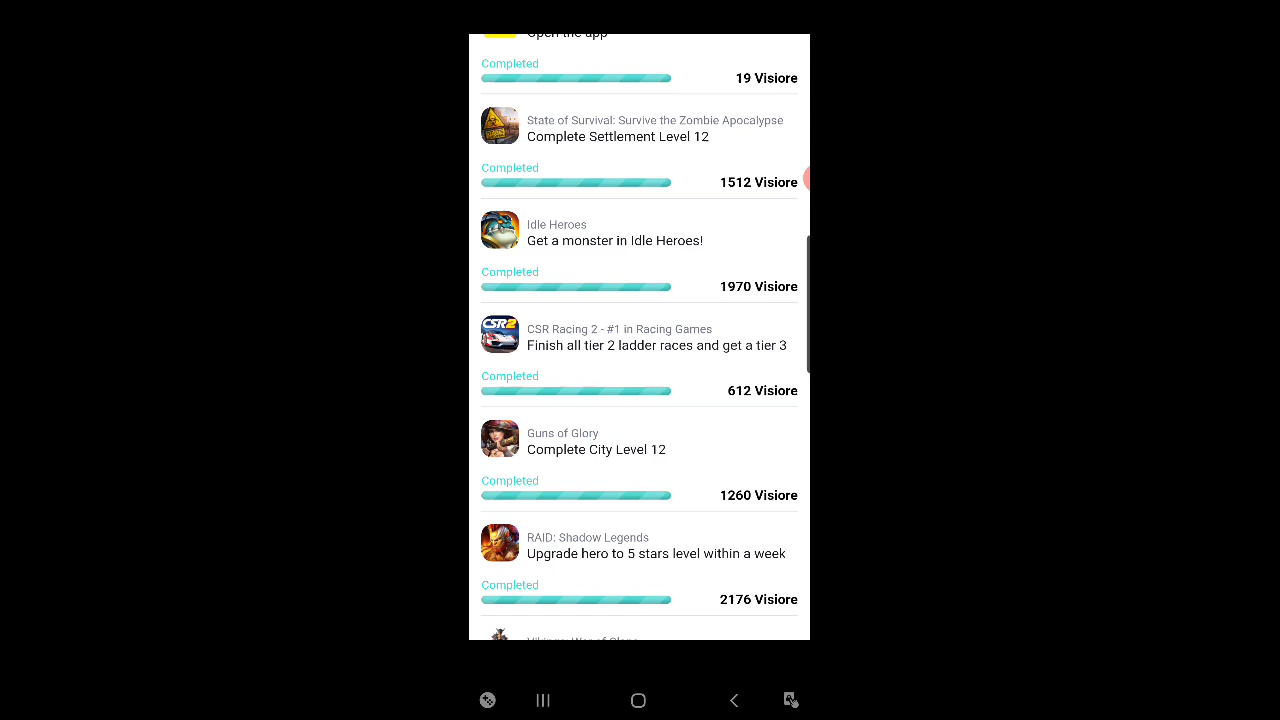 Open the app
Completed
19 Visiore
State of Survival: Survive the Zombie Apocalypse
Complete Settlement Level 12
Completed
1512 Visiore
Idle Heroes
Get a monster in Idle Heroes!
Completed
1970 Visiore
CSR2
CSR Racing 2 - #1 in Racing Games
Finish all tier 2 ladder races and get a tier 3
Completed
612 Visiore
Guns of Glory
Complete City Level 12
Completed
1260 Visiore
RAID: Shadow Legends
Upgrade hero to 5 stars level within a week
Completed
2176 Visiore